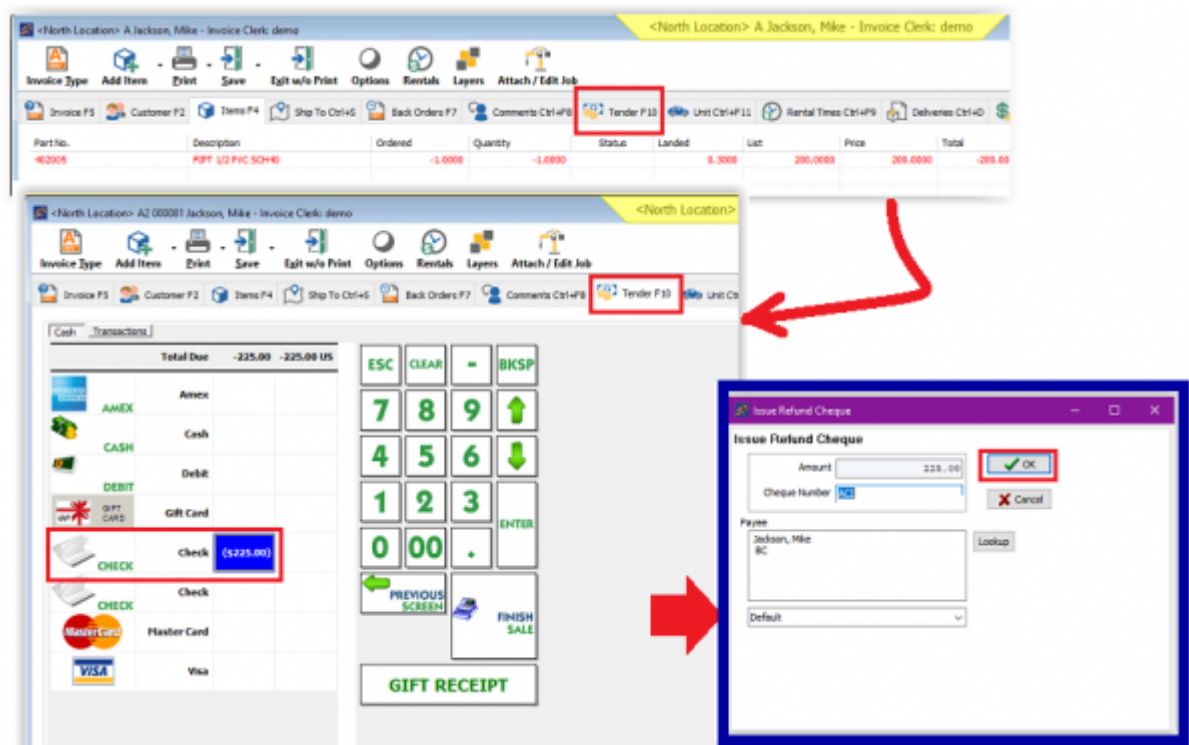 <North Location> A Jackson, Mike - Invoice Clerk: demo
<North Location> A Jackson, Mike - Invoice Clerk: demo
Invoice Type Add Item Print Save Exit w/o Print Options Rentals Layers Attach / Edit Job
Invoice F5 Customer F2 Items F4 Ship To Ctrl+S Back Orders F7 Comments Ctrl+F8 Tender F10 Unit Ctrl+F11 Rental Times Ctrl+F9 Deliveries Ctrl+D
Part No. Description Ordered Quantity Status Landed List Price Total
402005 PIPT 1/2 PVC SCH40 -1.0000 -1.0000 0.3000 200.0000 200.0000 -200.00
<North Location> A2 000081 Jackson, Mike - Invoice Clerk: demo
<North Location>
Invoice Type Add Item Print Save Exit w/o Print Options Rentals Layers Attach / Edit Job
Invoice F5 Customer F2 Items F4 Ship To Ctrl+S Back Orders F7 Comments Ctrl+F8 Tender F10 Unit Ct
Cash Transactions
Total Due -225.00 -225.00 US
AMEX Amex
CASH Cash
DEBIT Debit
GIFT CARD Gift Card
CHECK Check ($225.00)
CHECK Check
MasterCard Master Card
VISA Visa
ESC CLEAR - BKSP
7 8 9
4 5 6
1 2 3
ENTER
0 00 .
PREVIOUS SCREEN
FINISH SALE
GIFT RECEIPT
Issue Refund Cheque
Issue Refund Cheque
Amount 225.00
OK
Cheque Number ACI
Cancel
Payee
Jackson, Mike
BC
Lookup
Default